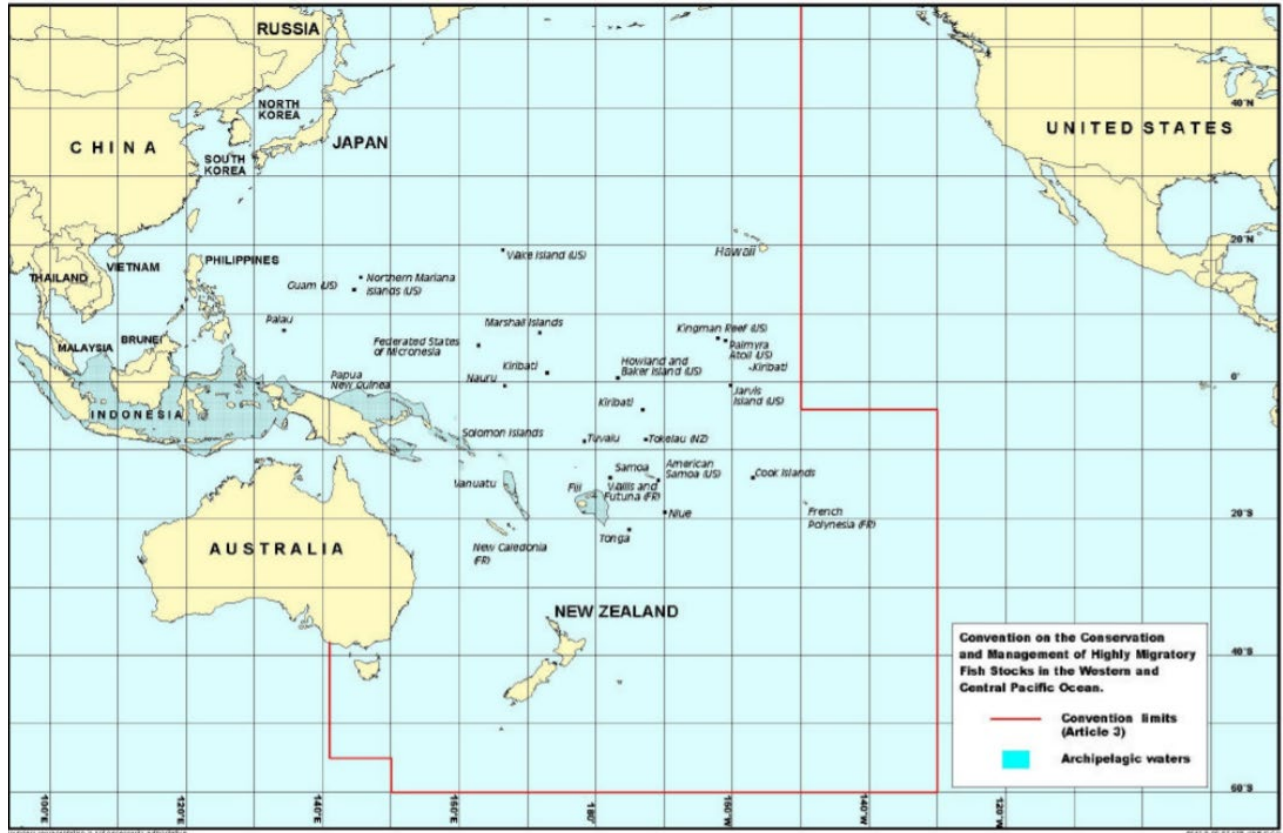 RUSSIA
NORTH
KOREA
JAPAN
CHINA
SOUTH
KOREA
UNITED STATES
40°N
20°N
Hawaii
Wake Island (US)
PHILIPPINES
VIETNAM
THAILAND
Guam (US)
Northern Mariana
Islands (US)
Palau
Marshall Islands
Kingman Reef (US)
Palmyra
Atoll (US)
Kiribati
BRUNEI
MALAYSIA
Federated States
of Micronesia
Kiribati
Howland and
Baker Island (US)
Nauru
Papua
New Guinea
0°
Jarvis
Island (US)
INDONESIA
Kiribati
Solomon Islands
Tuvalu
Tokelau (NZ)
Samoa
American
Samoa (US)
Cook Islands
Vanuatu
Fiji
Wallis and
Futuna (FR)
Niue
French
Polynesia (FR)
20°S
Tonga
New Caledonia
(FR)
AUSTRALIA
NEW ZEALAND
40°S
Convention on the Conservation
and Management of Highly Migratory
Fish Stocks in the Western and
Central Pacific Ocean.
Convention limits
(Article 3)
Archipelagic waters
60°S
100°E
120°E
140°E
180°
140°W
120°W